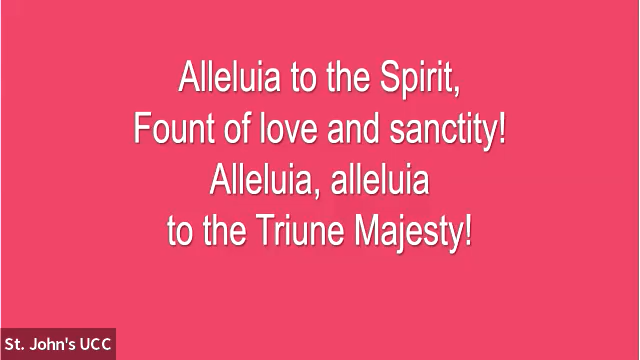 Alleluia to the Spirit,
Fount of love and sanctity!
Alleluia, alleluia
to the Triune Majesty!
St. John's UCC